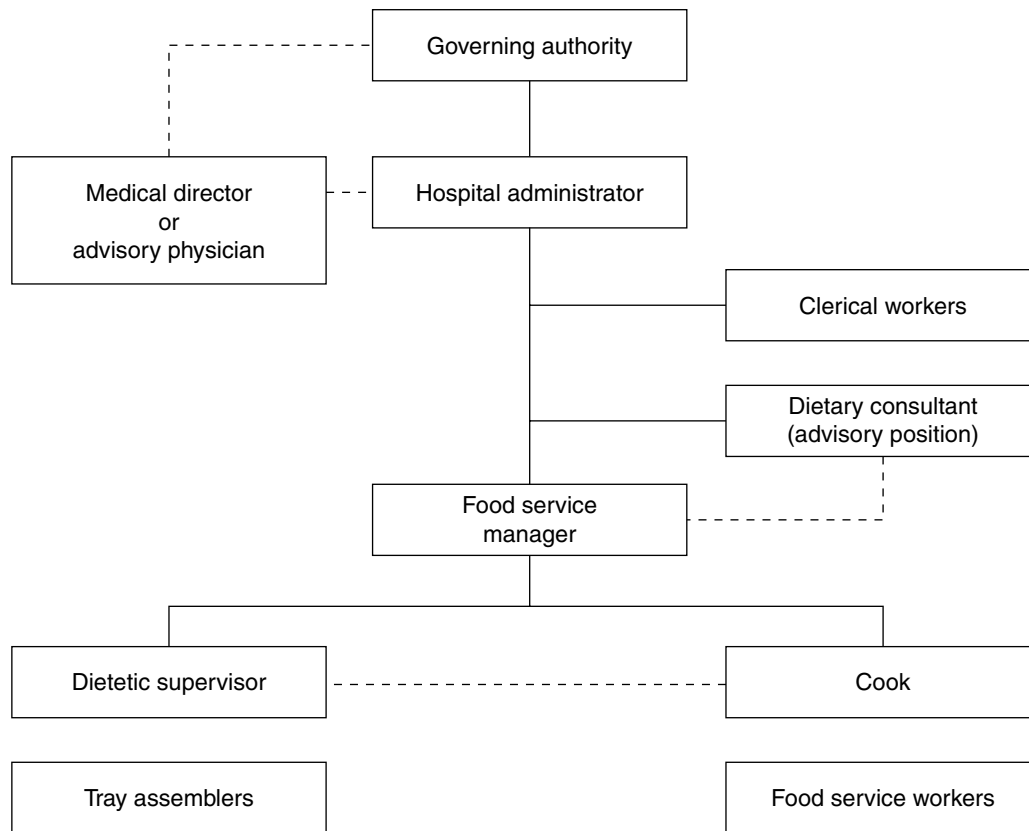 Governing authority
Medical director
or
advisory physician
Hospital administrator
Clerical workers
Dietary consultant
(advisory position)
Food service
manager
Dietetic supervisor
Cook
Tray assemblers
Food service workers